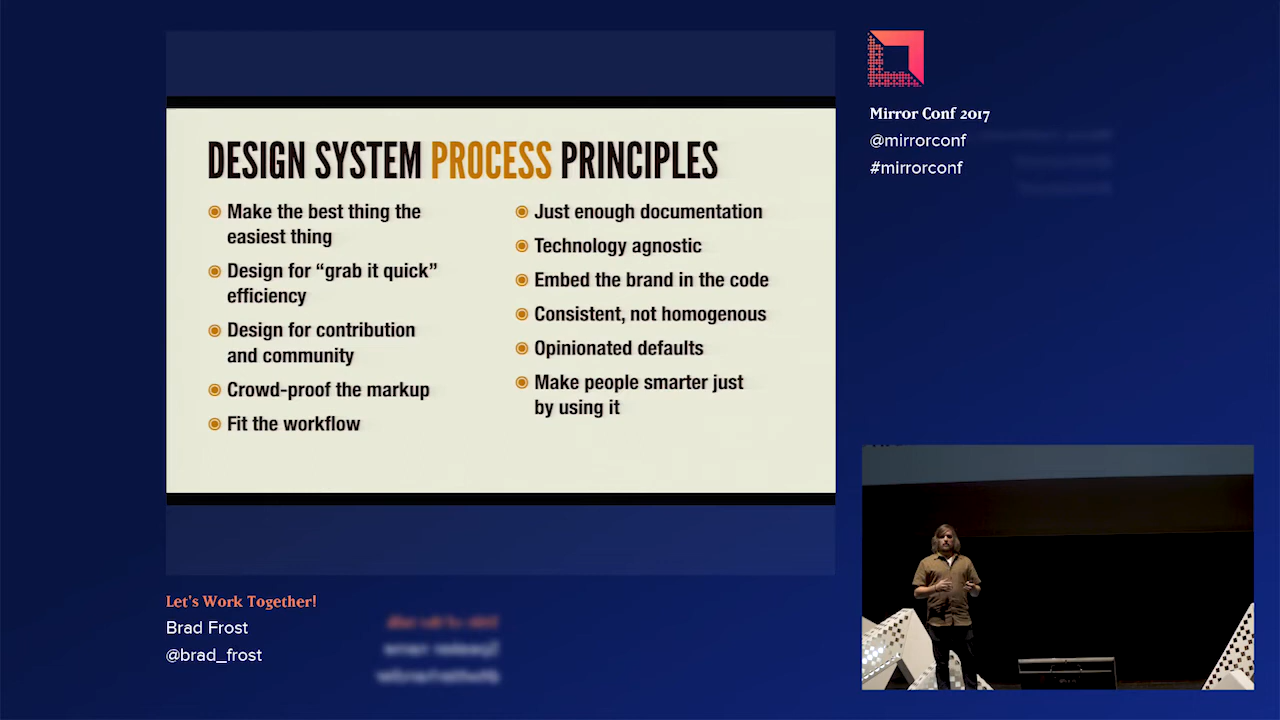 DESIGN SYSTEM PROCESS PRINCIPLES
Make the best thing the
easiest thing
Design for “grab it quick”
efficiency
Design for contribution
and community
Crowd-proof the markup
Fit the workflow
Just enough documentation
Technology agnostic
Embed the brand in the code
Consistent, not homogenous
Opinionated defaults
Make people smarter just
by using it
Mirror Conf 2017
@mirrorconf
#mirrorconf
Let's Work Together!
Brad Frost
@brad_frost